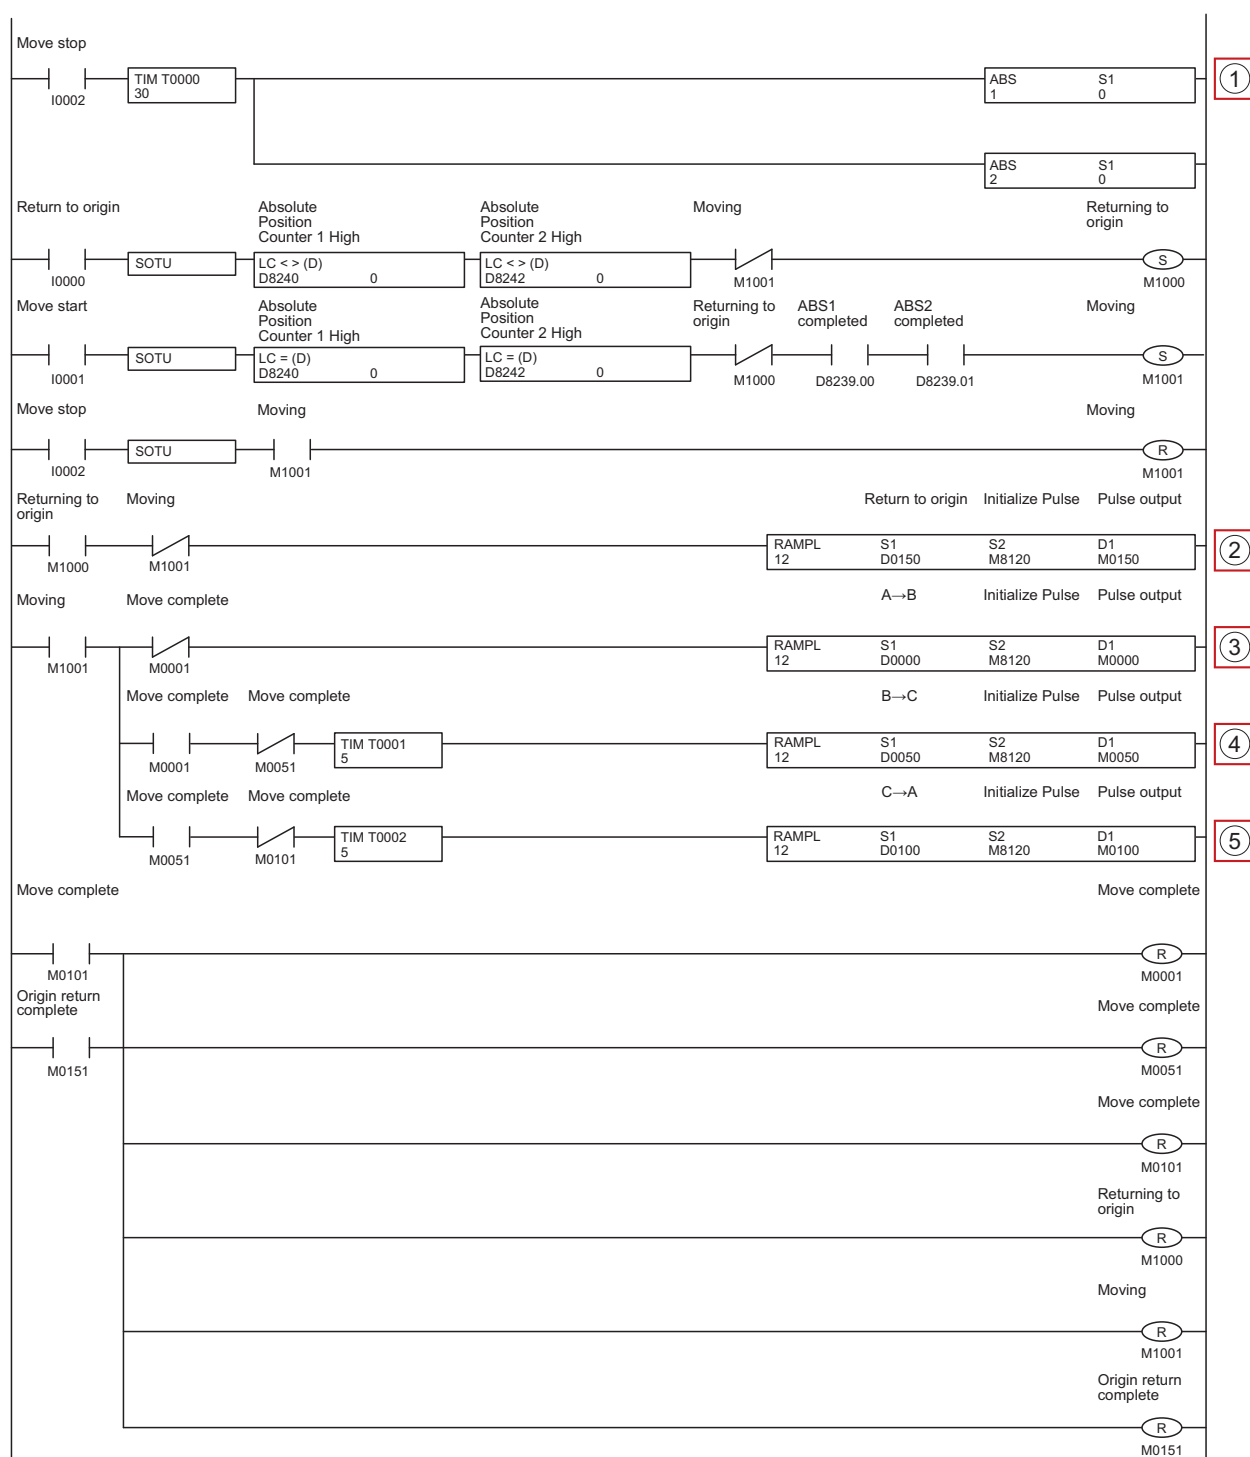 Move stop
TIM T0000
30
I0002
ABS S1
1 0
①
ABS S1
2 0
Return to origin
Absolute
Position
Counter 1 High
Absolute
Position
Counter 2 High
Moving
Returning to
origin
I0000
SOTU
LC < > (D)
D8240 0
LC < > (D)
D8242 0
M1001
S
M1000
Move start
Absolute
Position
Counter 1 High
Absolute
Position
Counter 2 High
Returning to
origin
ABS1
completed
ABS2
completed
Moving
I0001
SOTU
LC = (D)
D8240 0
LC = (D)
D8242 0
M1000
D8239.00
D8239.01
S
M1001
Move stop
Moving
Moving
I0002
SOTU
M1001
R
M1001
Returning to
origin
Moving
Return to origin
Initialize Pulse
Pulse output
M1000
M1001
RAMPL S1 S2 D1
12 D0150 M8120 M0150
②
Moving
Move complete
A→B
Initialize Pulse
Pulse output
M1001
M0001
RAMPL S1 S2 D1
12 D0000 M8120 M0000
③
Move complete
Move complete
B→C
Initialize Pulse
Pulse output
M0001
M0051
TIM T0001
5
RAMPL S1 S2 D1
12 D0050 M8120 M0050
④
Move complete
Move complete
C→A
Initialize Pulse
Pulse output
M0051
M0101
TIM T0002
5
RAMPL S1 S2 D1
12 D0100 M8120 M0100
⑤
Move complete
Move complete
M0101
R
M0001
Origin return
complete
Move complete
M0151
R
M0051
Move complete
R
M0101
Returning to
origin
R
M1000
Moving
R
M1001
Origin return
complete
R
M0151